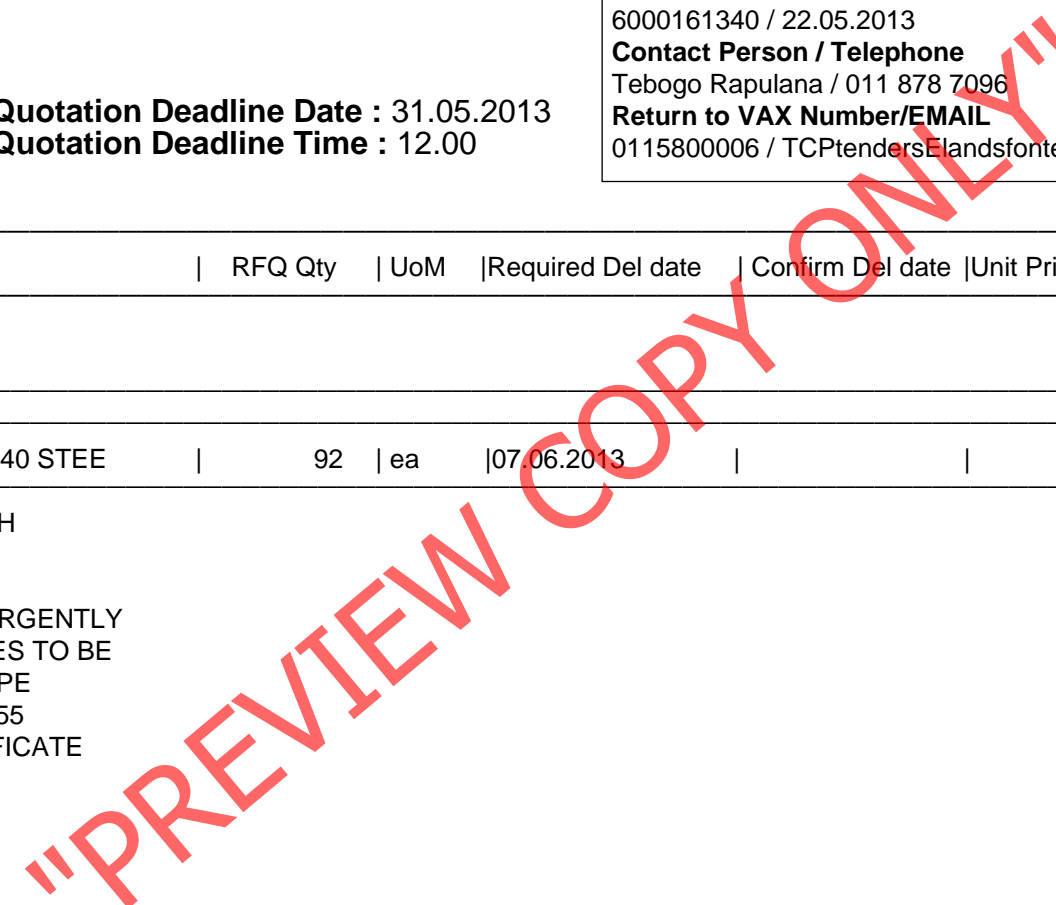 6000161340 / 22.05.2013
Contact Person / Telephone
Tebogo Rapulana / 011 878 7096
Return to VAX Number/EMAIL
0115800006 / TCPtendersElandsfonte
Quotation Deadline Date : 31.05.2013
Quotation Deadline Time : 12.00
| RFQ Qty | UoM |Required Del date | Confirm Del date |Unit Pri
40 STEE | 92 | ea |07.06.2013 | |
H
RGENTLY
ES TO BE
PE
55
FICATE
"PREVIEW COPY ONLY"